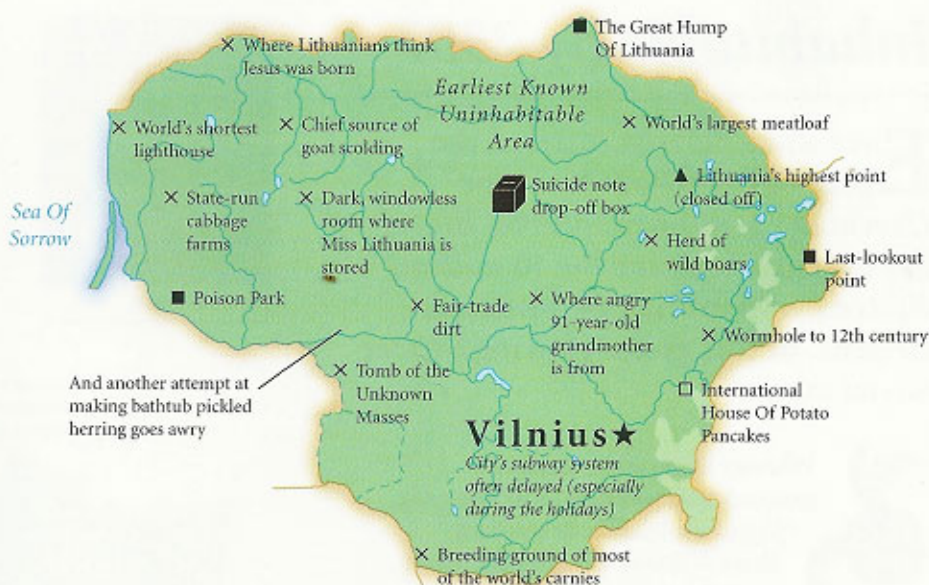 The Great Hump
Of Lithuania
Where Lithuanians think
Jesus was born
Earliest Known
Uninhabitable
Area
World's shortest
lighthouse
Chief source of
goat scolding
World's largest meatloaf
Lithuania's highest point
(closed off)
Suicide note
drop-off box
State-run
cabbage
farms
Dark, windowless
room where
Miss Lithuania is
stored
Sea Of
Sorrow
Herd of
wild boars
Last-lookout
point
Poison Park
Fair-trade
dirt
Where angry
91-year-old
grandmother
is from
Wormhole to 12th century
And another attempt at
making bathtub pickled
herring goes awry
Tomb of the
Unknown
Masses
International
House Of Potato
Pancakes
Vilnius
City's subway system
often delayed (especially
during the holidays)
Breeding ground of most
of the world's carnies